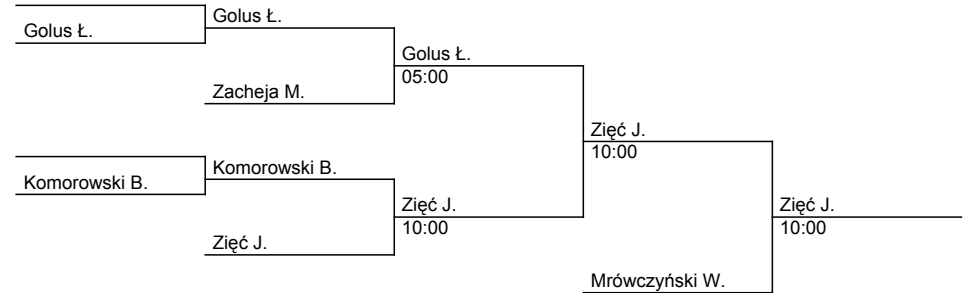 Golus Ł.
Golus Ł.
Zacheja M.
Golus Ł.
05:00
Komorowski B.
Komorowski B.
Zięć J.
Zięć J.
10:00
Zięć J.
10:00
Mrówczyński W.
Zięć J.
10:00